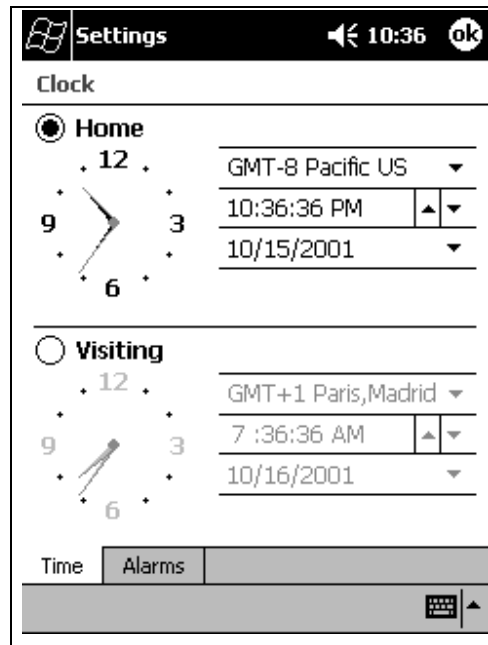 Settings 10:36 ok
Clock
Home
12
9 3
6
GMT-8 Pacific US
10:36:36 PM
10/15/2001
Visiting
12
9 3
6
GMT+1 Paris,Madrid
7 :36:36 AM
10/16/2001
Time Alarms